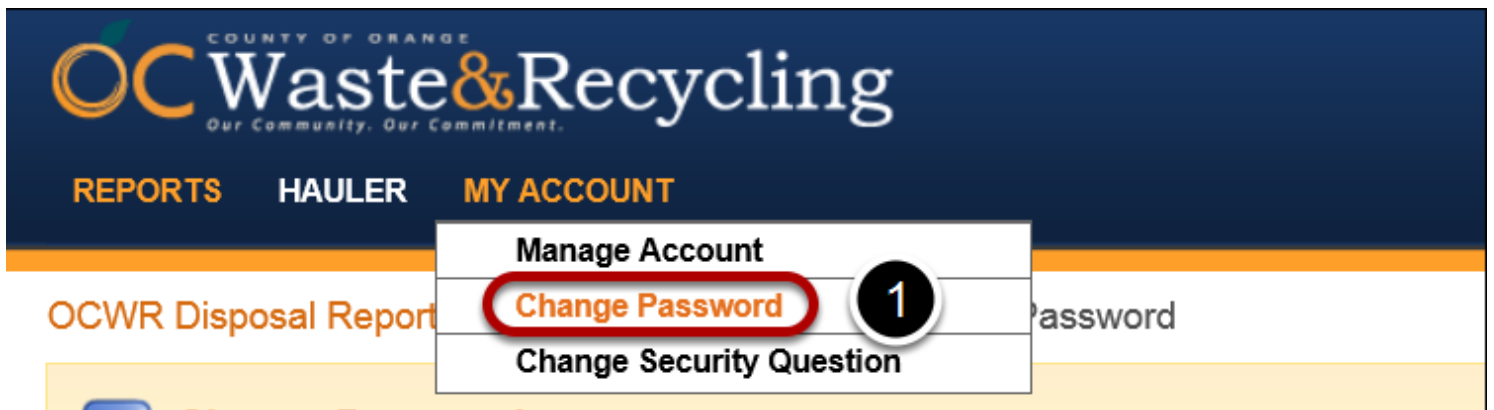 COUNTY OF ORANGE
OC Waste&Recycling
Our Community. Our Commitment.
REPORTS HAULER MY ACCOUNT
Manage Account
Change Password 1
OCWR Disposal Report
Password
Change Security Question